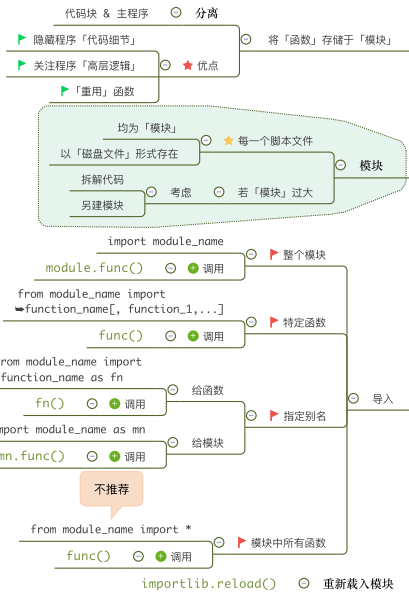 代码块 & 主程序
分离
隐藏程序「代码细节」
将「函数」存储于「模块」
关注程序「高层逻辑」
优点
「重用」函数
均为「模块」
每一个脚本文件
以「磁盘文件」形式存在
模块
拆解代码
考虑
若「模块」过大
另建模块
import module_name
整个模块
module.func()
调用
from module_name import
➥function_name[, function_1,...]
特定函数
func()
调用
rom module_name import
function_name as fn
给函数
导入
fn()
调用
指定别名
mport module_name as mn
给模块
mn.func()
调用
不推荐
from module_name import *
模块中所有函数
func()
调用
importlib.reload()
重新载入模块